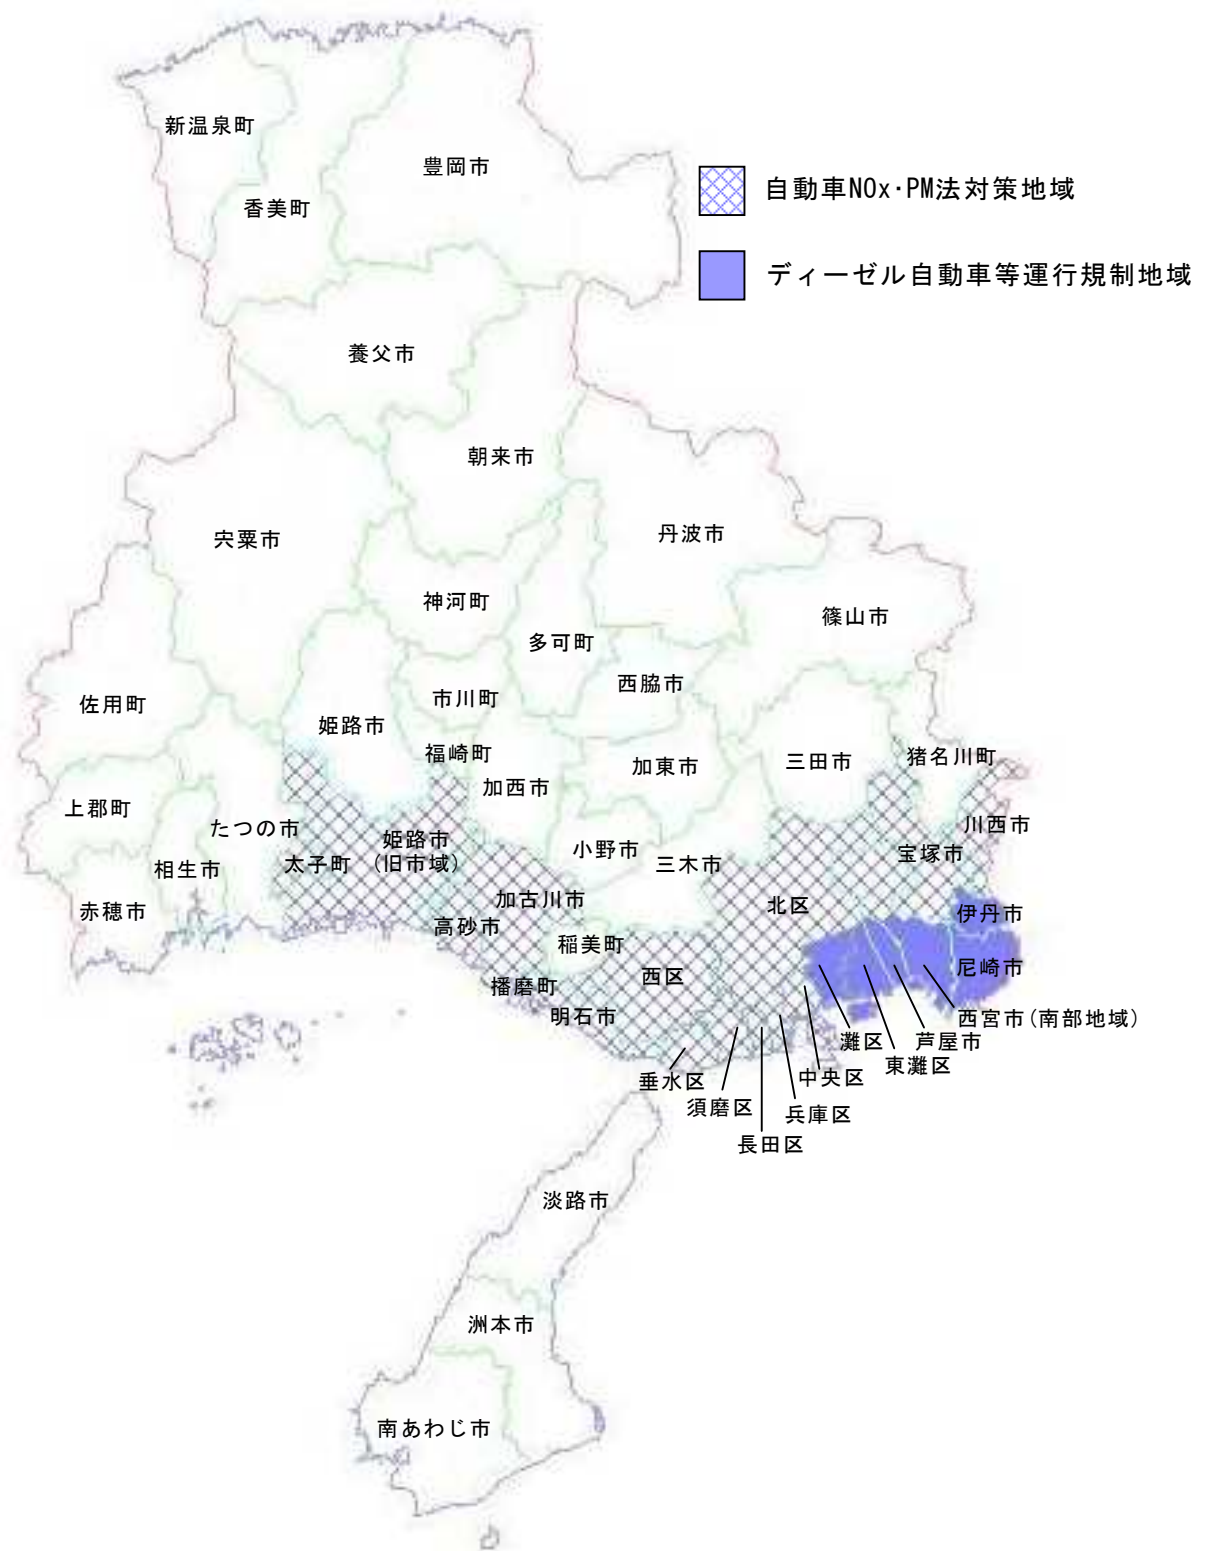 新温泉町
豊岡市
自動車NOx・PM法対策地域
香美町
ディーゼル自動車等運行規制地域
養父市
朝来市
宍粟市
丹波市
神河町
篠山市
多可町
西脇市
市川町
佐用町
姫路市
福崎町
猪名川町
加東市
三田市
加西市
上郡町
たつの市
川西市
姫路市
(旧市域)
小野市
宝塚市
太子町
三木市
相生市
加古川市
北区
赤穂市
伊丹市
高砂市
稲美町
尼崎市
西区
播磨町
明石市
西宮市(南部地域)
灘区
芦屋市
東灘区
中央区
垂水区
須磨区
兵庫区
長田区
淡路市
洲本市
南あわじ市